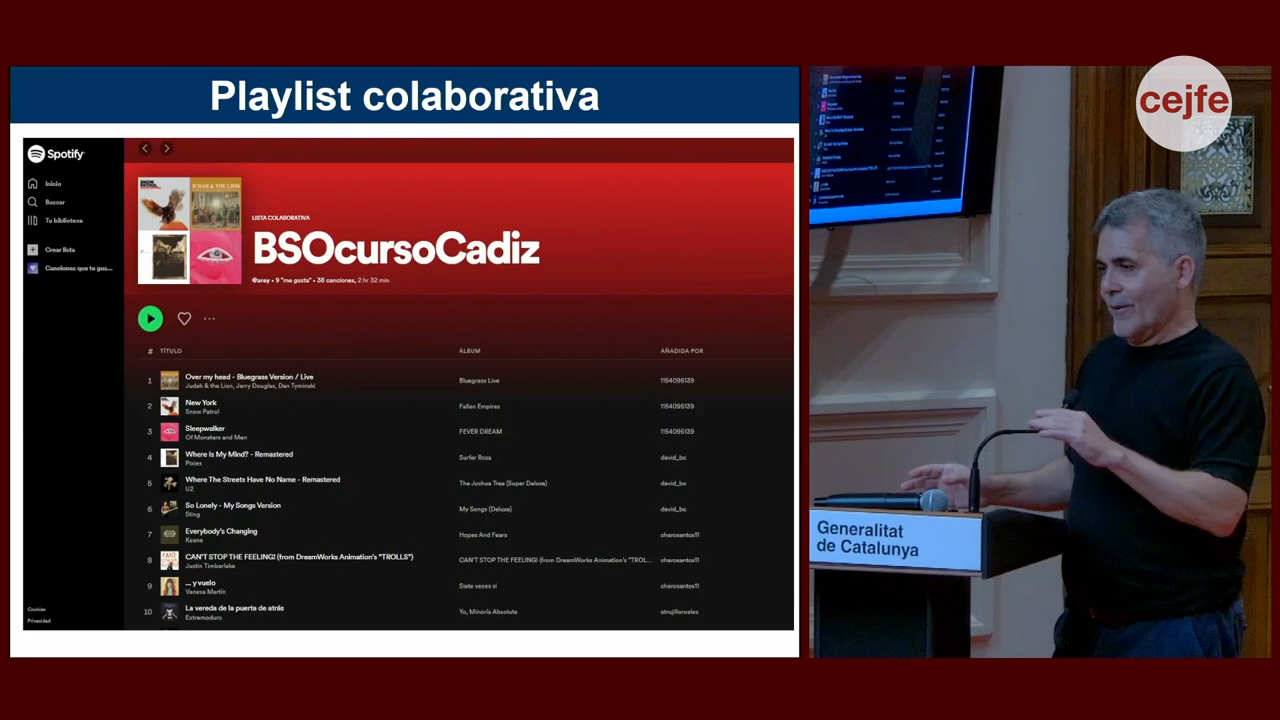 Playlist colaborativa
cejfe
Spotify
Inicio
Buscar
Tu biblioteca
Crear lista
Canciones que te gus...
Cookies
Privacidad
LISTA COLABORATIVA
BSOcursoCadiz
@arey • 9 "me gusta" • 38 canciones, 2 hr 32 min
# TÍTULO ÁLBUM AÑADIDA POR
1 Over my head - Bluegrass Version / Live Bluegrass Live 1154096139
Judah & the Lion, Jerry Douglas, Dan Tyminski
2 New York Fallen Empires 1154096139
Snow Patrol
3 Sleepwalker FEVER DREAM 1154096139
Of Monsters and Men
4 Where Is My Mind? - Remastered Surfer Rosa david_bc
Pixies
5 Where The Streets Have No Name - Remastered The Joshua Tree (Super Deluxe) david_bc
U2
6 So Lonely - My Songs Version My Songs (Deluxe) david_bc
Sting
7 Everybody's Changing Hopes And Fears charosantos11
Keane
8 CAN'T STOP THE FEELING! (from DreamWorks Animation's "TROLLS") CAN'T STOP THE FEELING! (from DreamWorks Animation's "TROL... charosantos11
Justin Timberlake
9 ... y vuelo Siete veces sí charosantos11
Vanesa Martín
10 La vereda de la puerta de atrás Yo, Minoría Absoluta atrujilloroales
Extremoduro
Generalitat
de Catalunya